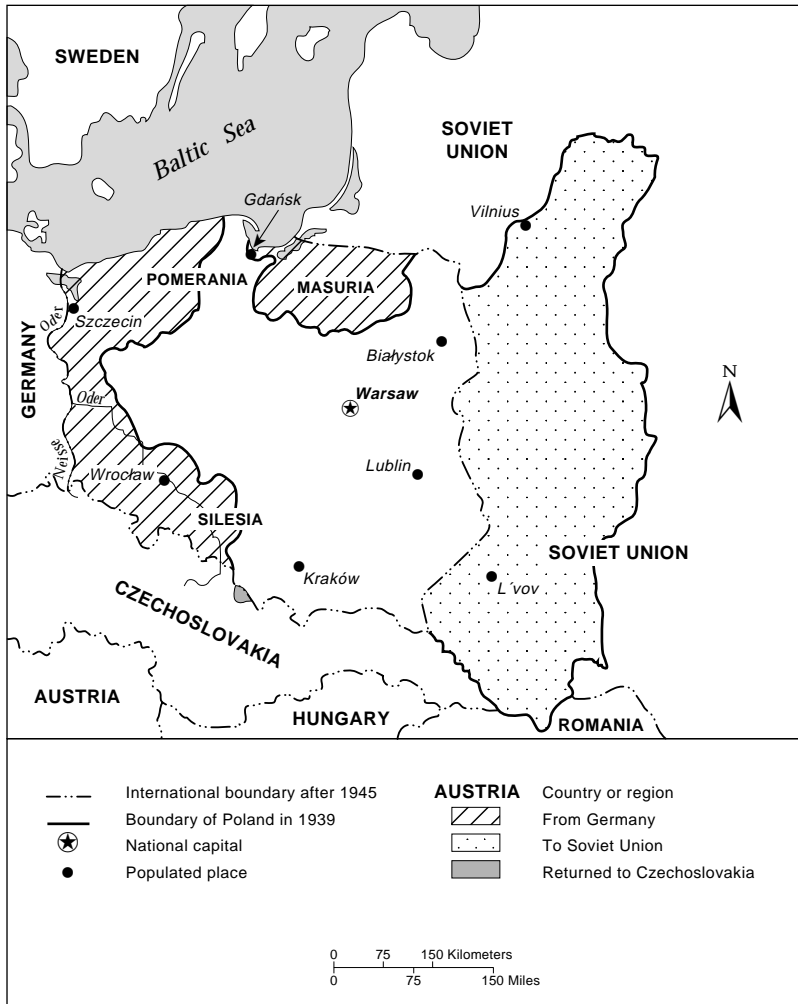 SWEDEN
Baltic Sea
SOVIET
UNION
Gdańsk
Vilnius
POMERANIA
MASURIA
Szczecin
Oder
GERMANY
Białystok
N
Warsaw
Oder
Neisse
Wrocław
Lublin
SILESIA
SOVIET UNION
Kraków
L´vov
CZECHOSLOVAKIA
AUSTRIA
HUNGARY
ROMANIA
International boundary after 1945
Boundary of Poland in 1939
National capital
Populated place
AUSTRIA Country or region
From Germany
To Soviet Union
Returned to Czechoslovakia
0 75 150 Kilometers
0 75 150 Miles